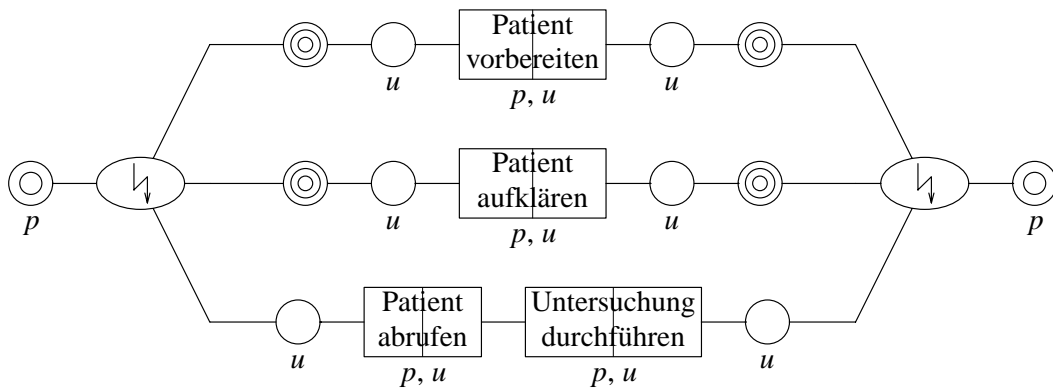 Patient
vorbereiten
u
u
p, u
Patient
aufklären
p
u
u
p
p, u
Patient
abrufen
Untersuchung
durchführen
u
u
p, u
p, u